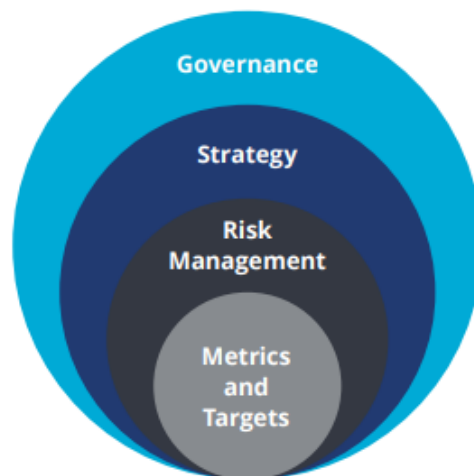 Governance
Strategy
Risk
Management
Metrics
and
Targets